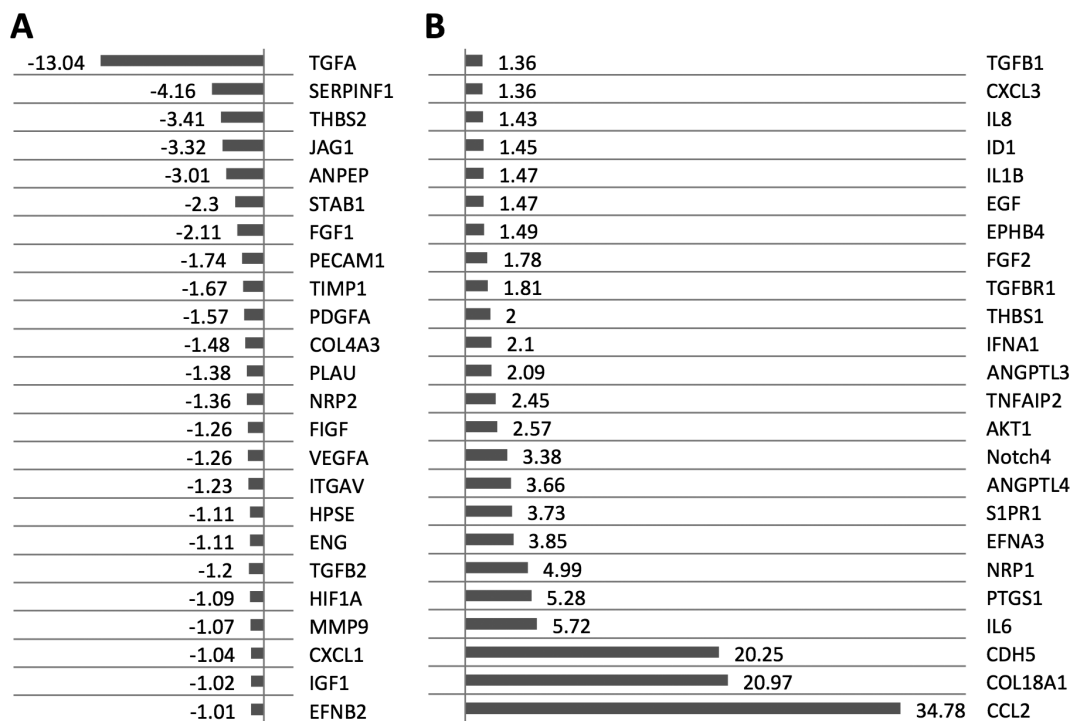 A
-13.04 TGFA
-4.16 SERPINF1
-3.41 THBS2
-3.32 JAG1
-3.01 ANPEP
-2.3 STAB1
-2.11 FGF1
-1.74 PECAM1
-1.67 TIMP1
-1.57 PDGFA
-1.48 COL4A3
-1.38 PLAU
-1.36 NRP2
-1.26 FIGF
-1.26 VEGFA
-1.23 ITGAV
-1.11 HPSE
-1.11 ENG
-1.2 TGFB2
-1.09 HIF1A
-1.07 MMP9
-1.04 CXCL1
-1.02 IGF1
-1.01 EFNB2
B
1.36 TGFB1
1.36 CXCL3
1.43 IL8
1.45 ID1
1.47 IL1B
1.47 EGF
1.49 EPHB4
1.78 FGF2
1.81 TGFBR1
2 THBS1
2.1 IFNA1
2.09 ANGPTL3
2.45 TNFAIP2
2.57 AKT1
3.38 Notch4
3.66 ANGPTL4
3.73 S1PR1
3.85 EFNA3
4.99 NRP1
5.28 PTGS1
5.72 IL6
20.25 CDH5
20.97 COL18A1
34.78 CCL2